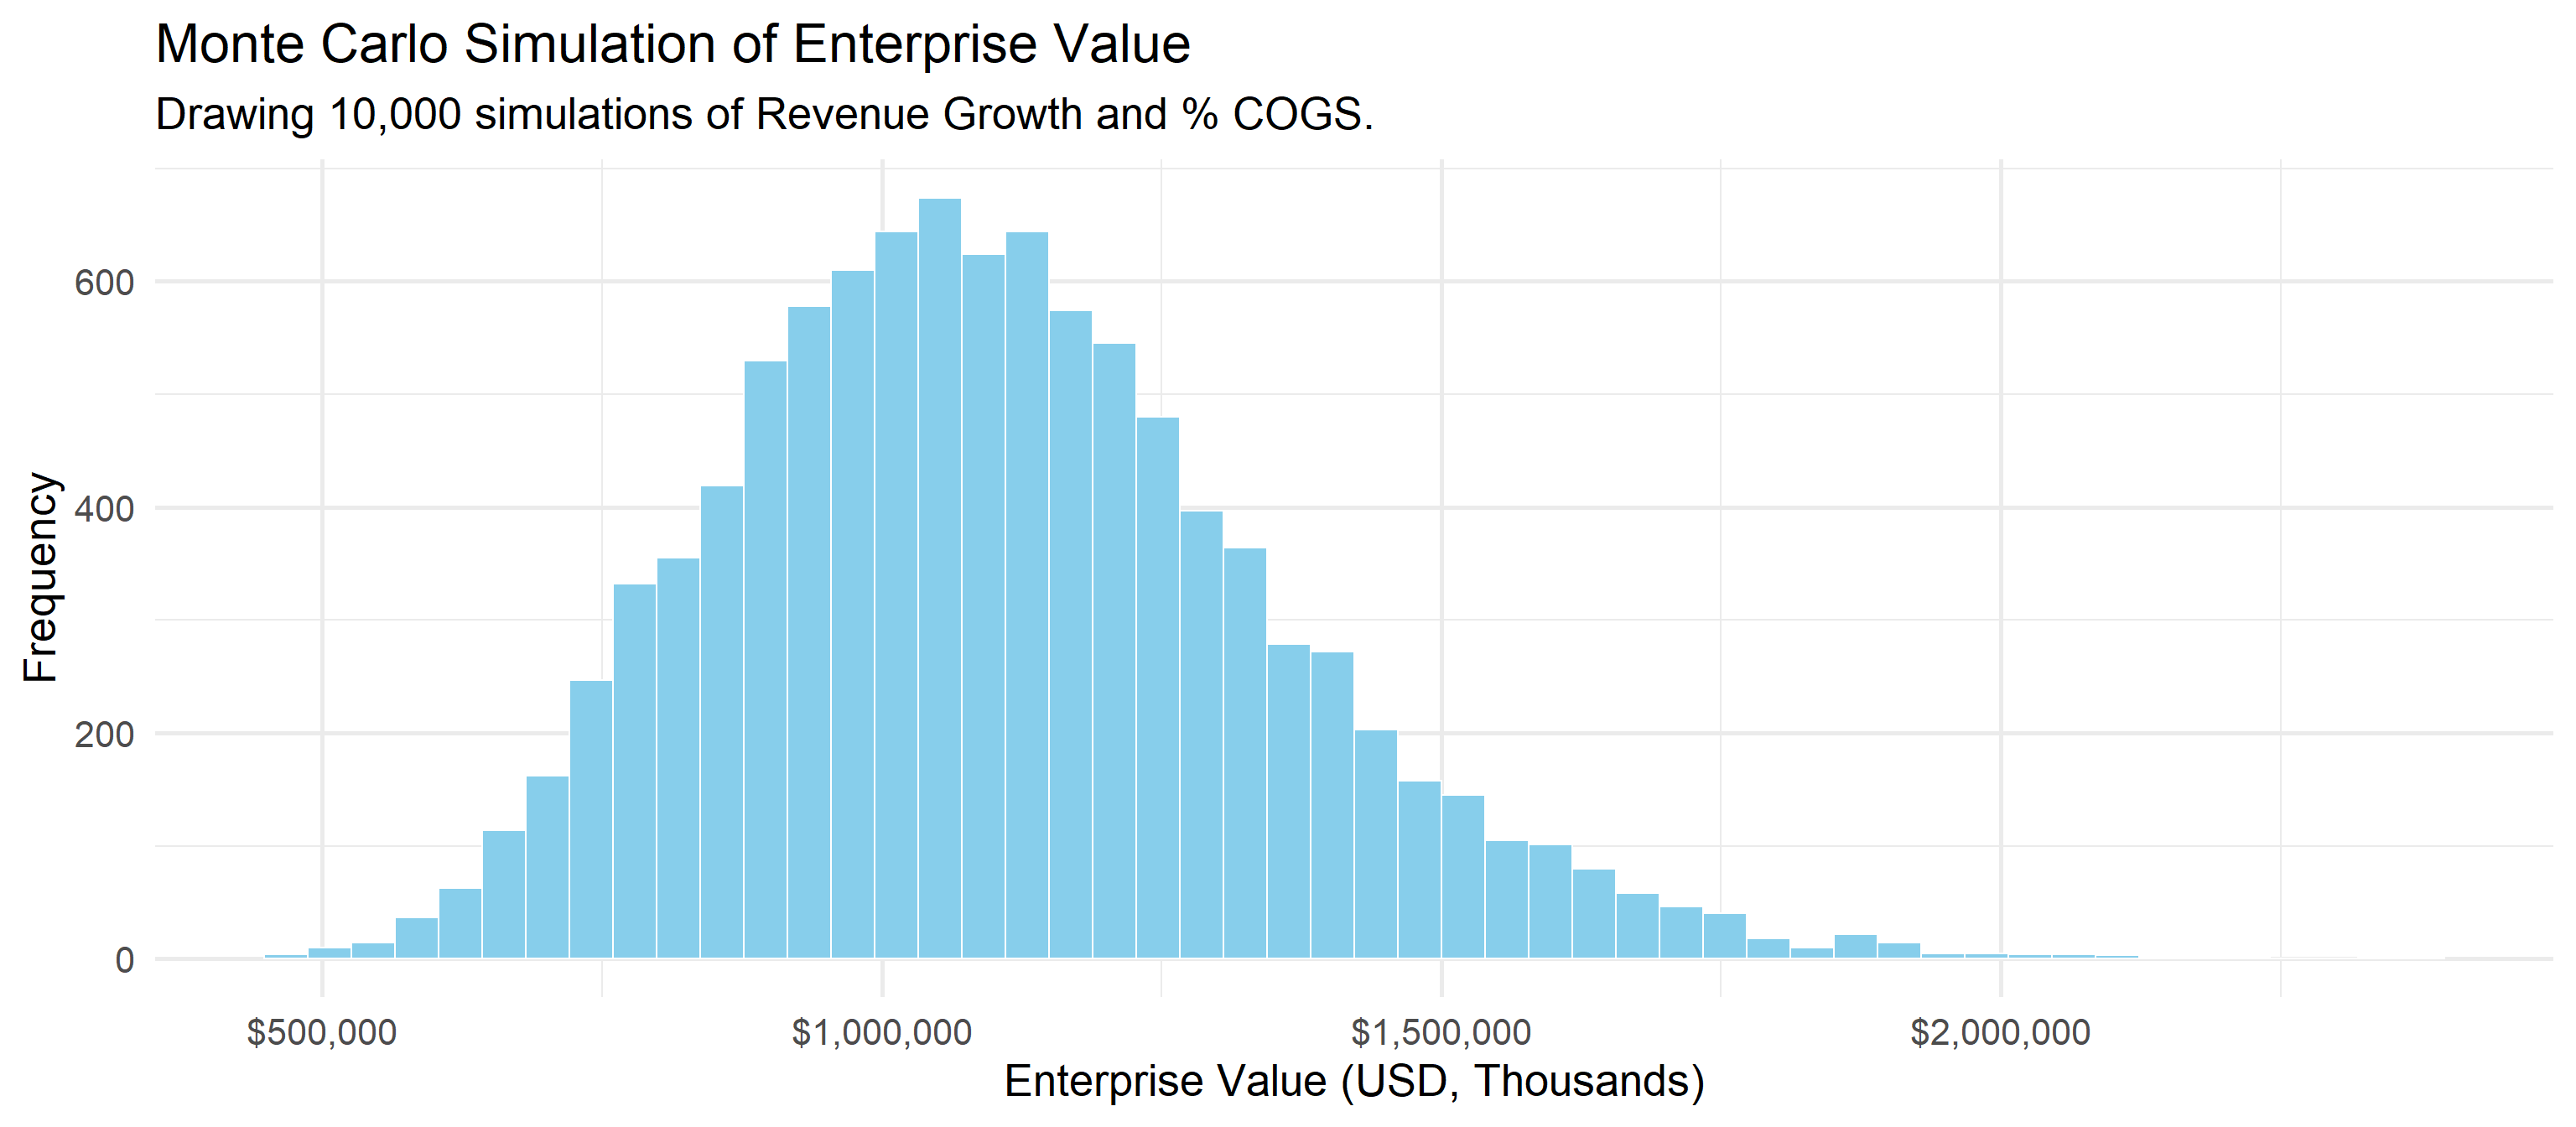 Monte Carlo Simulation of Enterprise Value
Drawing 10,000 simulations of Revenue Growth and % COGS.
Frequency
600
400
200
0
$500,000
$1,000,000
$1,500,000
$2,000,000
Enterprise Value (USD, Thousands)